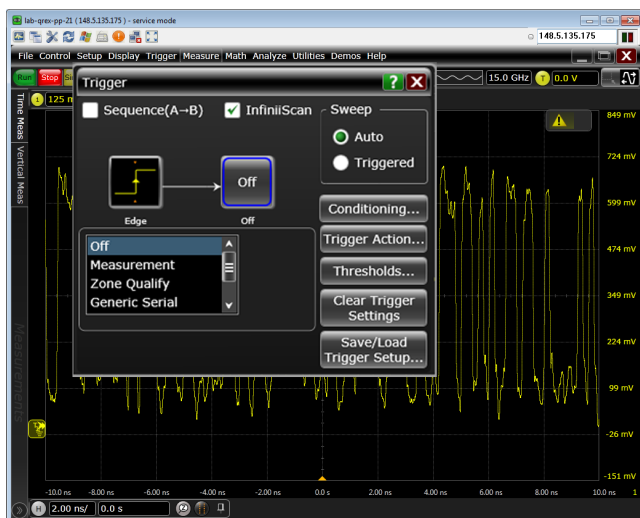 lab-qrex-pp-21 ( 148.5.135.175 ) - service mode
148.5.135.175
File Control Setup Display Trigger Measure Math Analyze Utilities Demos Help
Run Stop
15.0 GHz T 0.0 V
1 125 m
Time Meas
Vertical Meas
Measurements
Trigger
?
X
Sequence(A→B)
InfiniiScan
Sweep
Auto
Triggered
Off
Edge
Off
Off
Measurement
Zone Qualify
Generic Serial
Conditioning...
Trigger Action...
Thresholds...
Clear Trigger
Settings
Save/Load
Trigger Setup...
849 mV
724 mV
599 mV
474 mV
349 mV
224 mV
99 mV
-26 mV
-151 mV
-10.0 ns -8.00 ns -6.00 ns -4.00 ns -2.00 ns 0.0 s 2.00 ns 4.00 ns 6.00 ns 8.00 ns 10.0 ns 1
H 2.00 ns/ 0.0 s